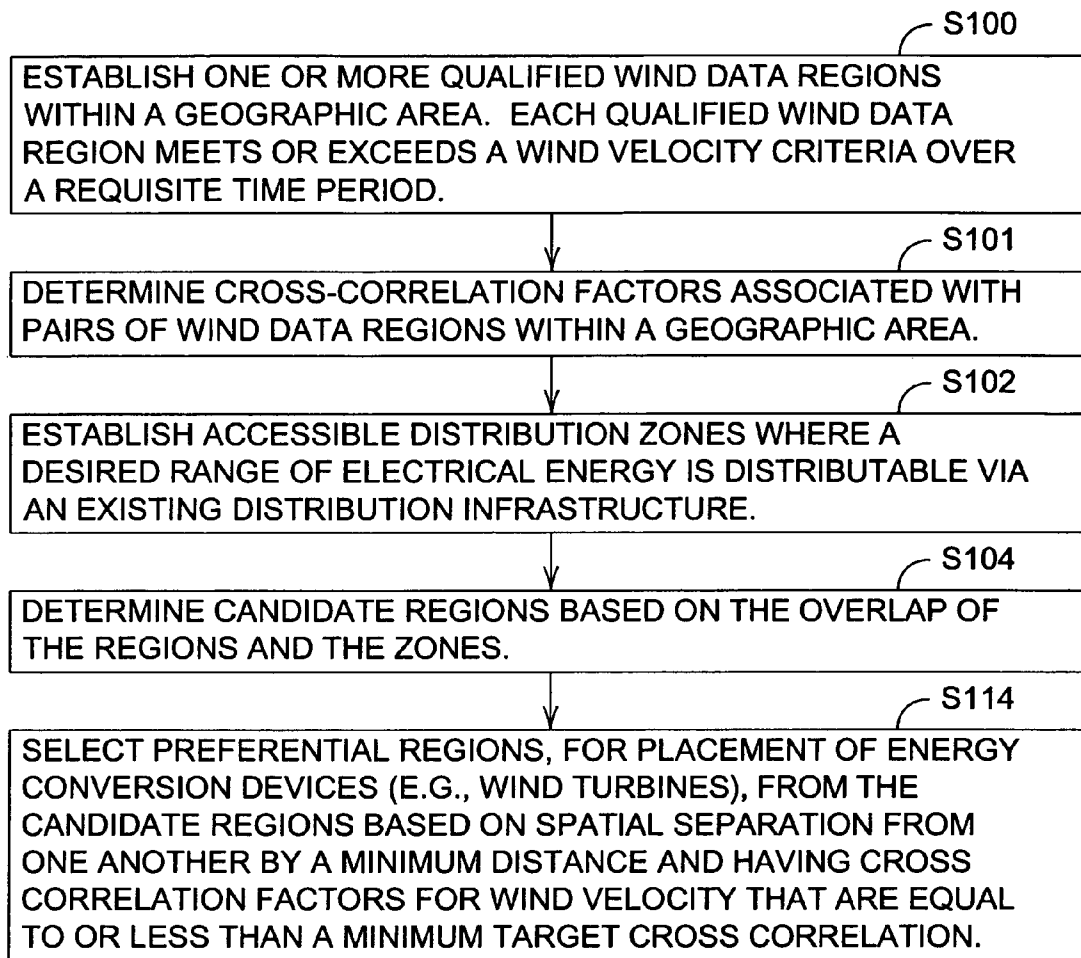 S100
ESTABLISH ONE OR MORE QUALIFIED WIND DATA REGIONS
WITHIN A GEOGRAPHIC AREA. EACH QUALIFIED WIND DATA
REGION MEETS OR EXCEEDS A WIND VELOCITY CRITERIA OVER
A REQUISITE TIME PERIOD.
S101
DETERMINE CROSS-CORRELATION FACTORS ASSOCIATED WITH
PAIRS OF WIND DATA REGIONS WITHIN A GEOGRAPHIC AREA.
S102
ESTABLISH ACCESSIBLE DISTRIBUTION ZONES WHERE A
DESIRED RANGE OF ELECTRICAL ENERGY IS DISTRIBUTABLE VIA
AN EXISTING DISTRIBUTION INFRASTRUCTURE.
S104
DETERMINE CANDIDATE REGIONS BASED ON THE OVERLAP OF
THE REGIONS AND THE ZONES.
S114
SELECT PREFERENTIAL REGIONS, FOR PLACEMENT OF ENERGY
CONVERSION DEVICES (E.G., WIND TURBINES), FROM THE
CANDIDATE REGIONS BASED ON SPATIAL SEPARATION FROM
ONE ANOTHER BY A MINIMUM DISTANCE AND HAVING CROSS
CORRELATION FACTORS FOR WIND VELOCITY THAT ARE EQUAL
TO OR LESS THAN A MINIMUM TARGET CROSS CORRELATION.